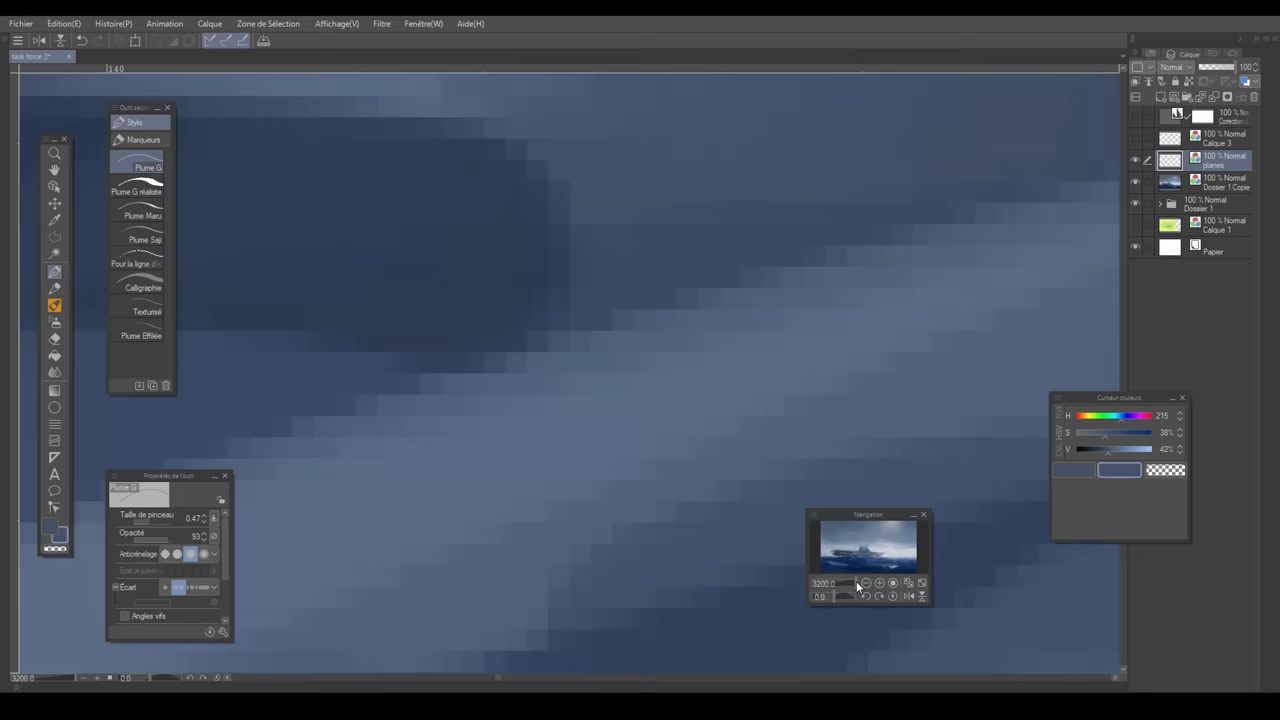 Fichier Édition(E) Histoire(P) Animation Calque Zone de Sélection Affichage(V) Filtre Fenêtre(W) Aide(H)
task force 2*
140
Calque
Normal 100
100 % Normal
Calque 3
100 % Normal
planes
100 % Normal
Dossier 1 Copie
100 % Normal
Dossier 1
100 % Normal
Calque 1
Papier
Stylo
Marqueurs
Plume G
Plume G réaliste
Plume Maru
Plume Saji
Pour la ligne d'e
Calligraphie
Texturisé
Plume Effilée
Propriétés de l'outil
Plume G
Taille de pinceau 0.47
Opacité 93
Anticrénelage
Écart
Angles vifs
Curseur couleurs
H 215
S 38%
V 42%
Navigation
3200.0
0.0
3200.0 0.0